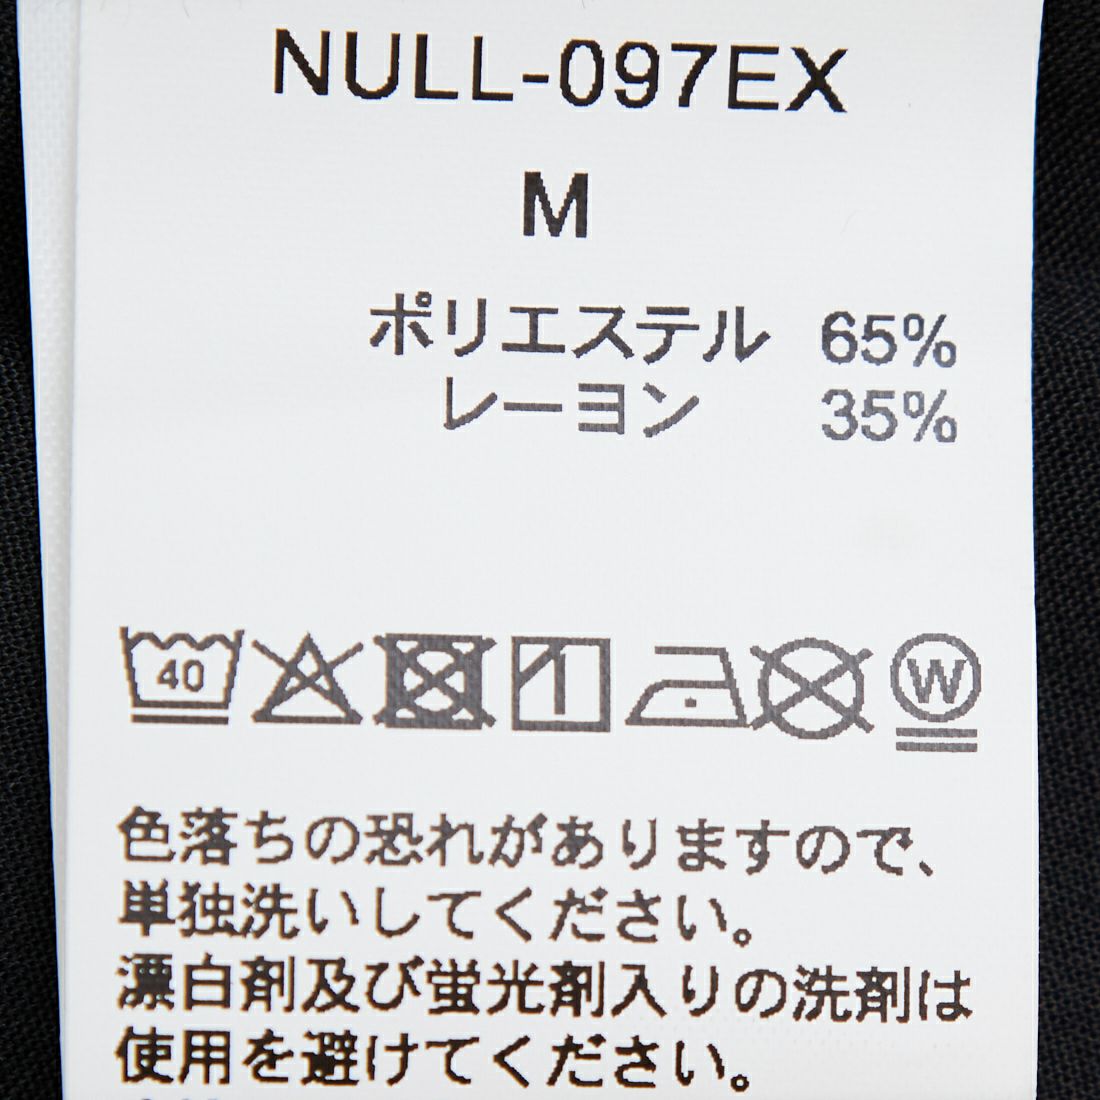 NULL-097EX
M
ポリエステル 65%
レーヨン 35%
40 W
色落ちの恐れがありますので、
単独洗いしてください。
漂白剤及び蛍光剤入りの洗剤は
使用を避けてください。